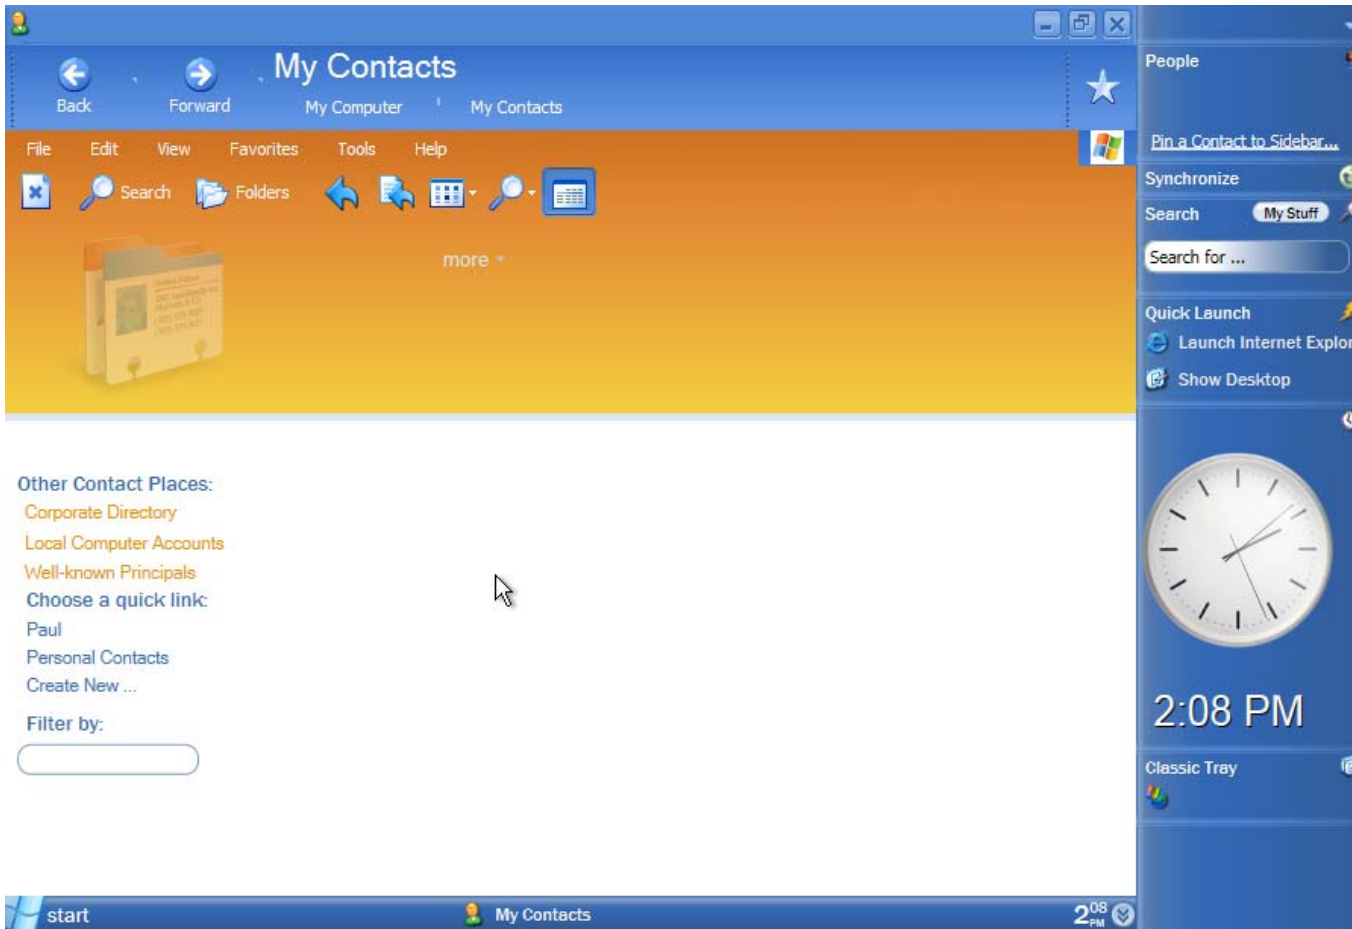 My Contacts
Back
Forward
My Computer
My Contacts
File Edit View Favorites Tools Help
Search
Folders
more
Other Contact Places:
Corporate Directory
Local Computer Accounts
Well-known Principals
Choose a quick link:
Paul
Personal Contacts
Create New ...
Filter by:
People
Pin a Contact to Sidebar...
Synchronize
Search
My Stuff
Search for ...
Quick Launch
Launch Internet Explor
Show Desktop
2:08 PM
Classic Tray
start
My Contacts
2 08 PM